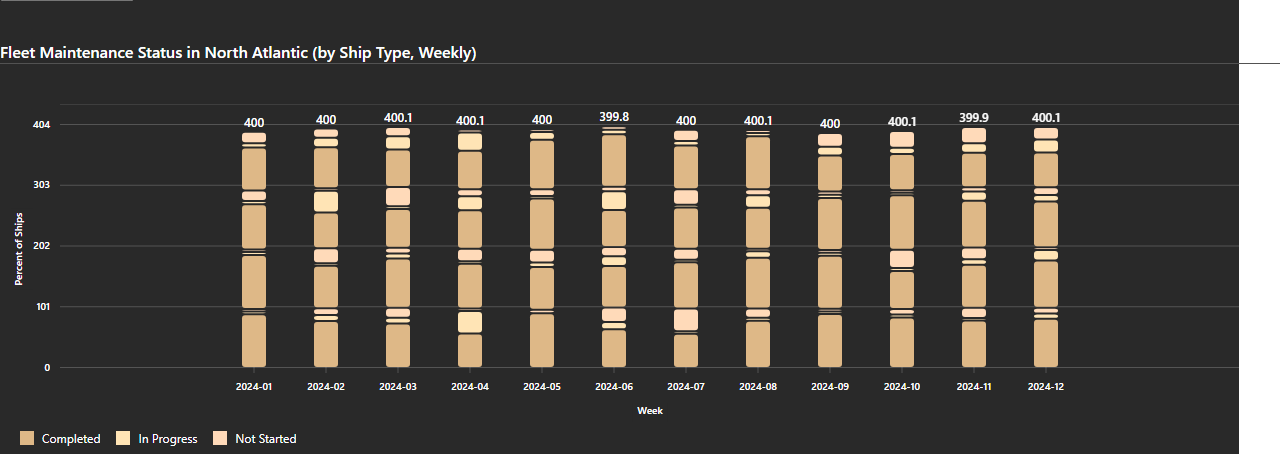 Fleet Maintenance Status in North Atlantic (by Ship Type, Weekly)
400 400 400.1 400.1 400 399.8 400 400.1 400 400.1 399.9 400.1
404
303
202
101
0
Percent of Ships
2024-01 2024-02 2024-03 2024-04 2024-05 2024-06 2024-07 2024-08 2024-09 2024-10 2024-11 2024-12
Week
Completed In Progress Not Started